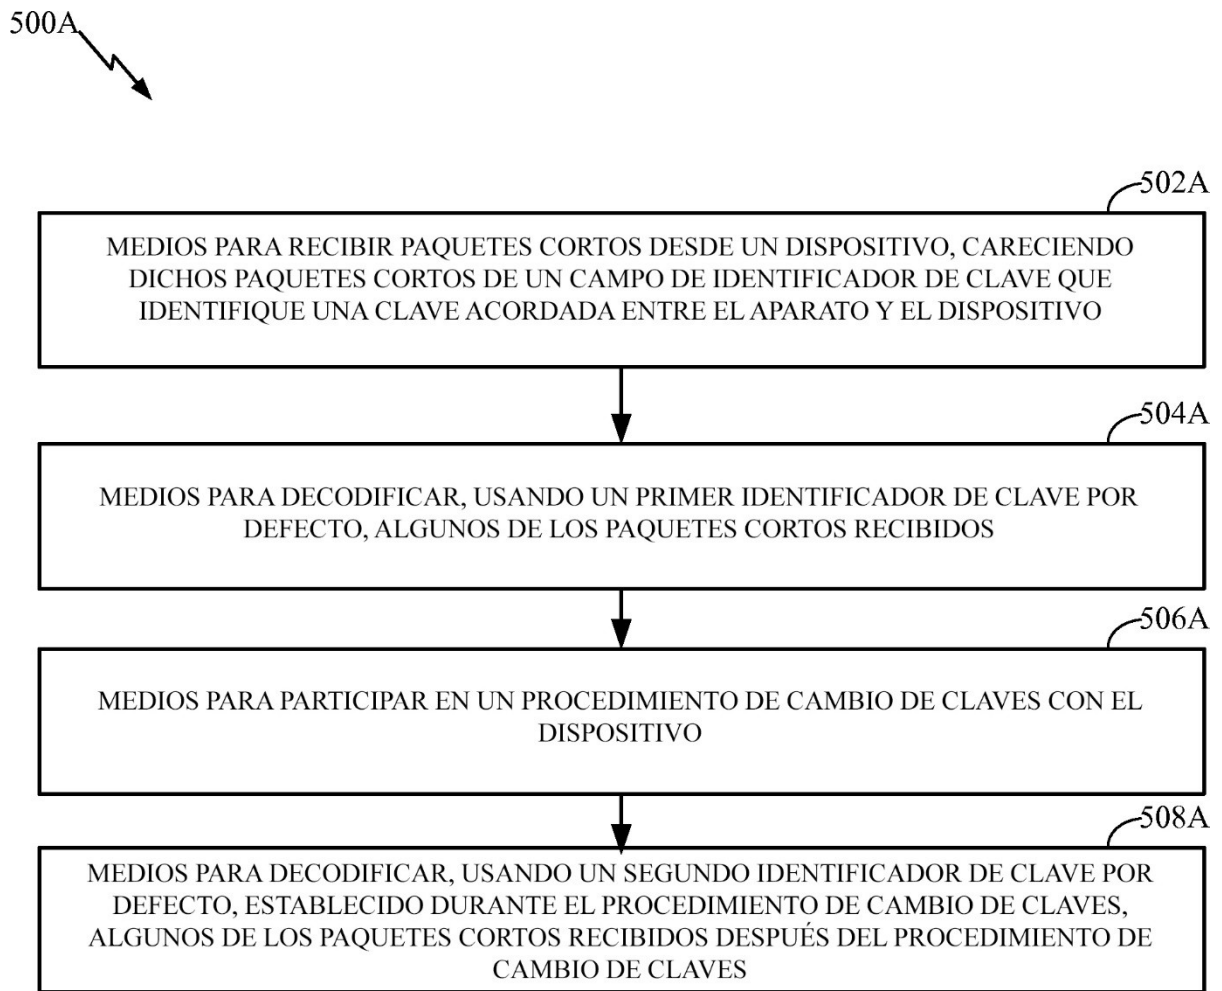 500A
502A
MEDIOS PARA RECIBIR PAQUETES CORTOS DESDE UN DISPOSITIVO, CARECIENDO
DICHOS PAQUETES CORTOS DE UN CAMPO DE IDENTIFICADOR DE CLAVE QUE
IDENTIFIQUE UNA CLAVE ACORDADA ENTRE EL APARATO Y EL DISPOSITIVO
504A
MEDIOS PARA DECODIFICAR, USANDO UN PRIMER IDENTIFICADOR DE CLAVE POR
DEFECTO, ALGUNOS DE LOS PAQUETES CORTOS RECIBIDOS
506A
MEDIOS PARA PARTICIPAR EN UN PROCEDIMIENTO DE CAMBIO DE CLAVES CON EL
DISPOSITIVO
508A
MEDIOS PARA DECODIFICAR, USANDO UN SEGUNDO IDENTIFICADOR DE CLAVE POR
DEFECTO, ESTABLECIDO DURANTE EL PROCEDIMIENTO DE CAMBIO DE CLAVES,
ALGUNOS DE LOS PAQUETES CORTOS RECIBIDOS DESPUÉS DEL PROCEDIMIENTO DE
CAMBIO DE CLAVES